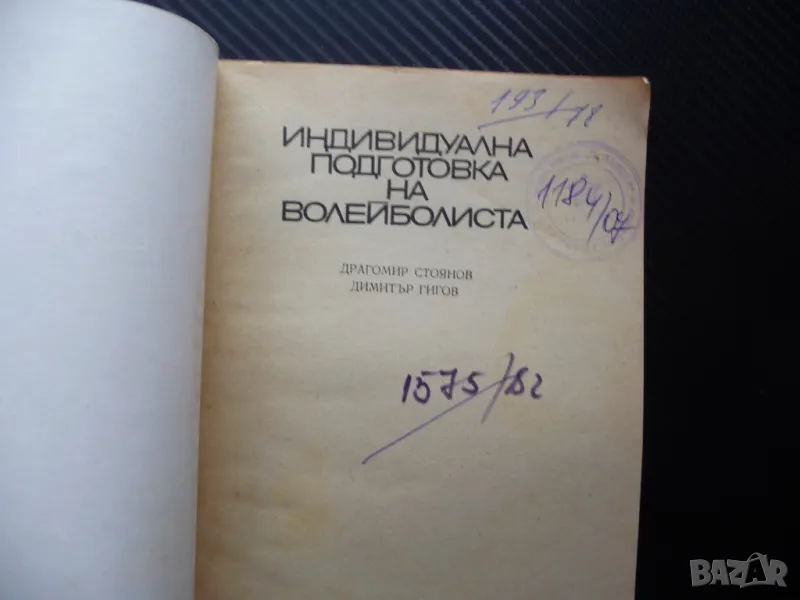 193/78
ИНДИВИДУАЛНА
ПОДГОТОВКА
НА
ВОЛЕЙБОЛИСТА
1184/07
ДРАГОМИР СТОЯНОВ
ДИМИТЪР ГИГОВ
1575/82
BAZAR